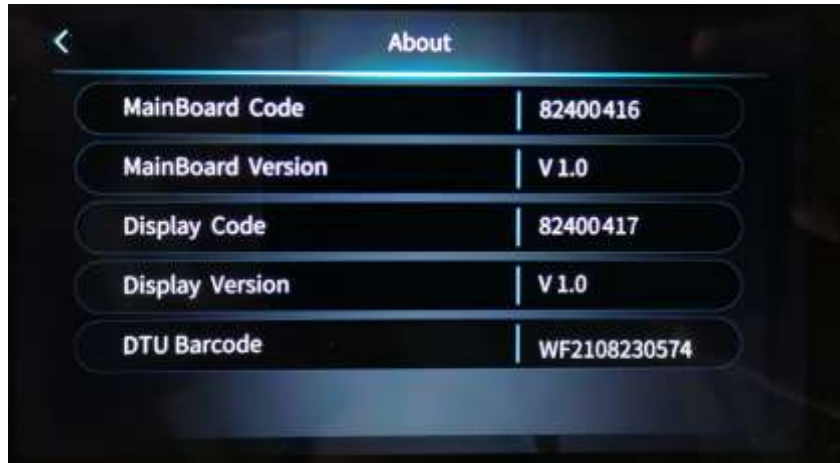 About
MainBoard Code 82400416
MainBoard Version V 1.0
Display Code 82400417
Display Version V 1.0
DTU Barcode WF2108230574